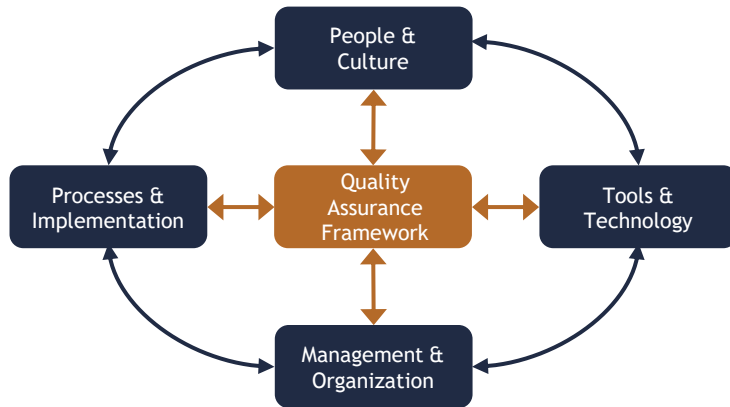 People &
Culture
Processes &
Implementation
Quality
Assurance
Framework
Tools &
Technology
Management &
Organization